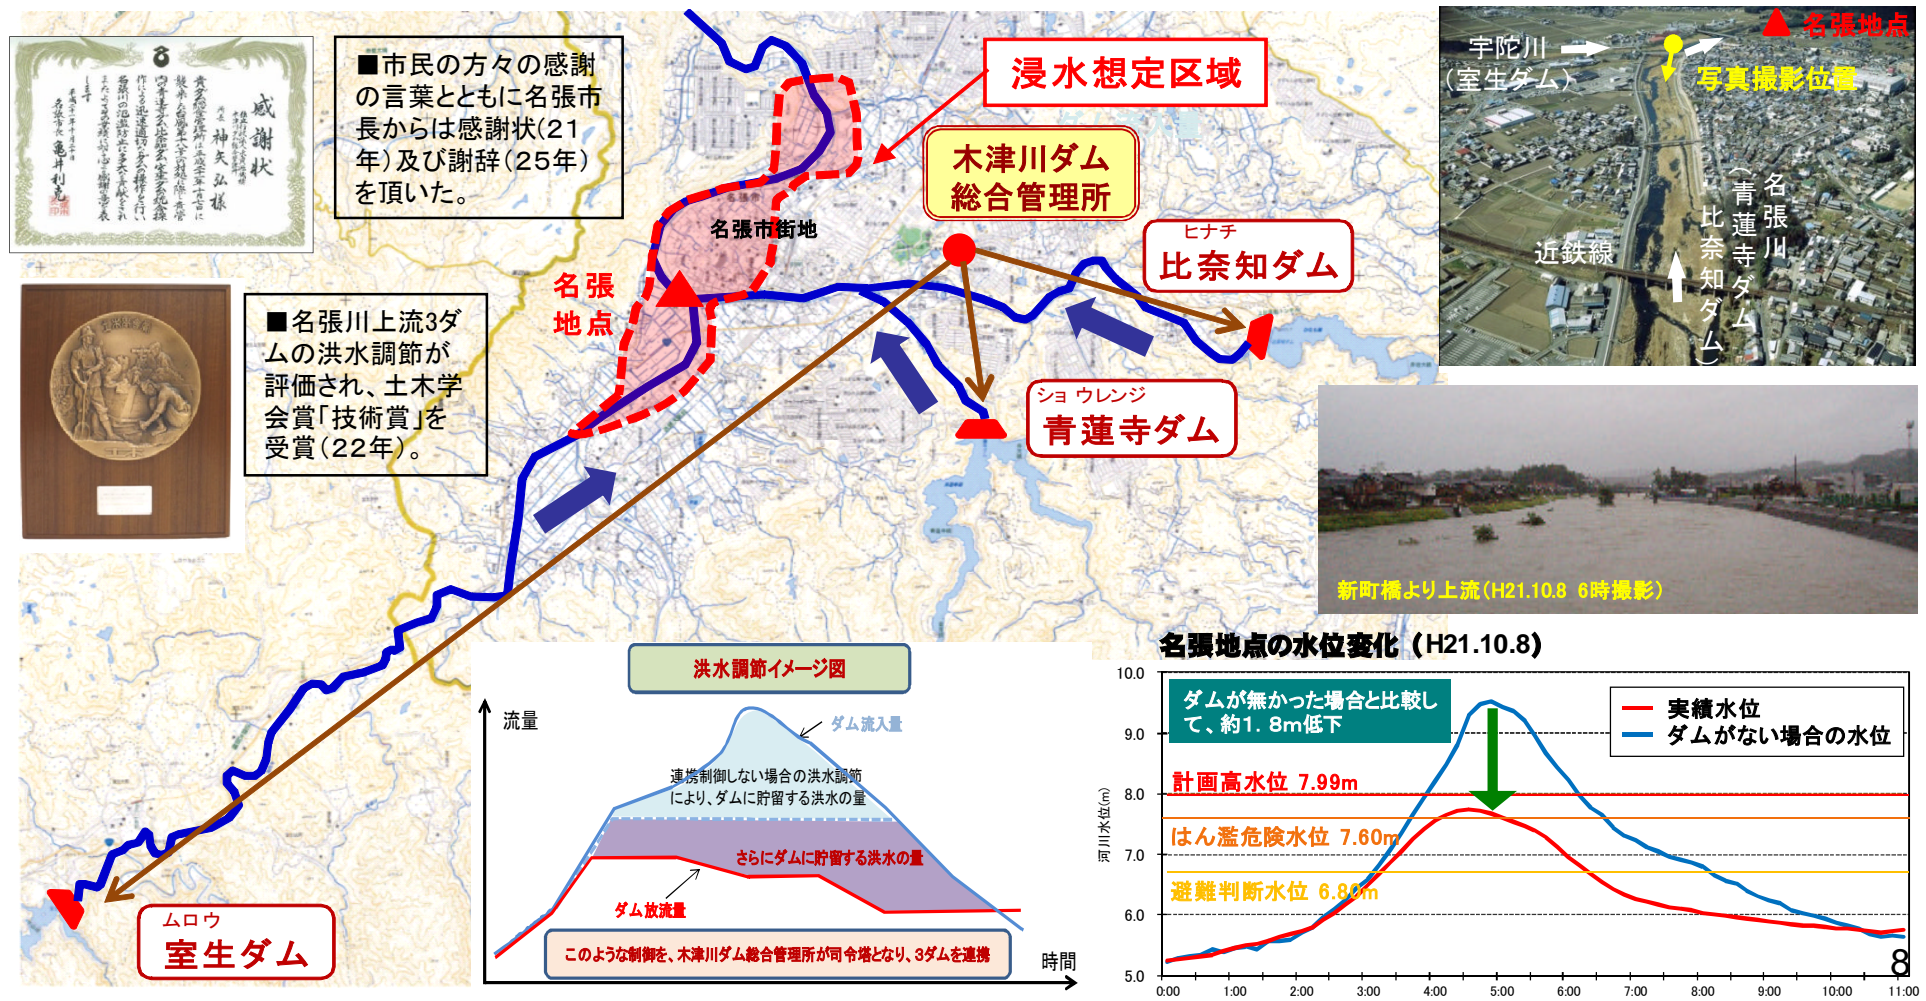 感謝状
神矢弘様
名張市長 亀井利克
■市民の方々の感謝
の言葉とともに名張市
長からは感謝状（21
年）及び謝辞（25年）
を頂いた。
■名張川上流3ダ
ムの洪水調節が
評価され、土木学
会賞「技術賞」を
受賞（22年）。
浸水想定区域
木津川ダム
総合管理所
名張市街地
名張
地点
ヒナチ
比奈知ダム
ショウレンジ
青蓮寺ダム
ムロウ
室生ダム
名張地点
宇陀川
（室生ダム）
写真撮影位置
近鉄線
名張川
（青蓮寺ダム
比奈知ダム）
新町橋より上流（H21.10.8 6時撮影）
洪水調節イメージ図
流量
ダム流入量
連携制御しない場合の洪水調節
により、ダムに貯留する洪水の量
さらにダムに貯留する洪水の量
ダム放流量
このような制御を、木津川ダム総合管理所が司令塔となり、3ダムを連携
時間
名張地点の水位変化（H21.10.8）
ダムが無かった場合と比較し
て、約1.8m低下
実績水位
ダムがない場合の水位
計画高水位 7.99m
はん濫危険水位 7.60m
避難判断水位 6.80m
河川水位(m)
10.0
9.0
8.0
7.0
6.0
5.0
0:00 1:00 2:00 3:00 4:00 5:00 6:00 7:00 8:00 9:00 10:00 11:00
8